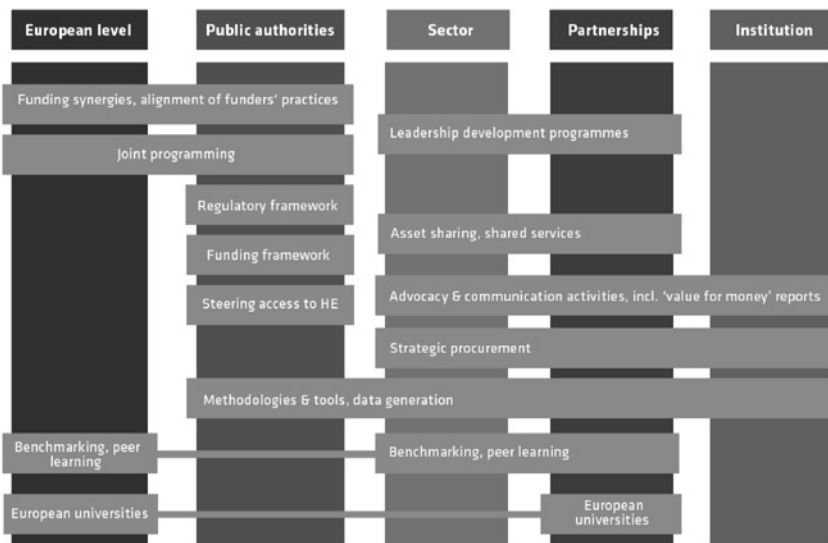 European level
Public authorities
Sector
Partnerships
Institution
Funding synergies, alignment of funders' practices
Leadership development programmes
Joint programming
Regulatory framework
Asset sharing, shared services
Funding framework
Advocacy & communication activities, incl. 'value for money' reports
Steering access to HE
Strategic procurement
Methodologies & tools, data generation
Benchmarking, peer
learning
Benchmarking, peer learning
European universities
European
universities